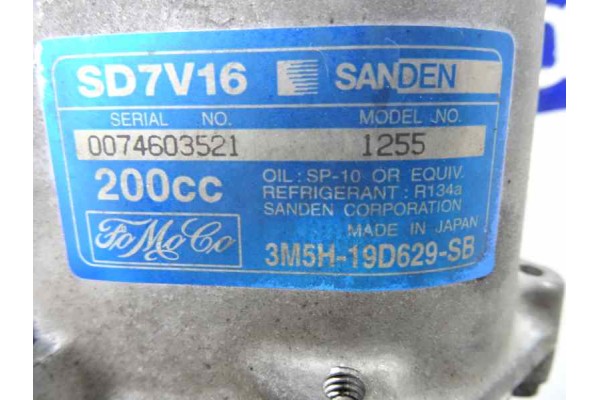 SD7V16 SANDEN
SERIAL NO. MODEL NO.
0074603521 1255
200cc OIL : SP-10 OR EQUIV.
REFRIGERANT : R134a
SANDEN CORPORATION
MADE IN JAPAN
FoMoCo 3M5H-19D629-SB